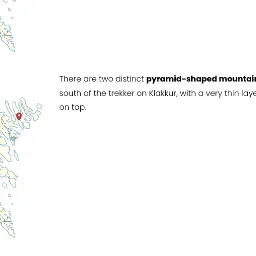 There are two distinct pyramid-shaped mountain
south of the trekker on Klakkur, with a very thin laye
on top.